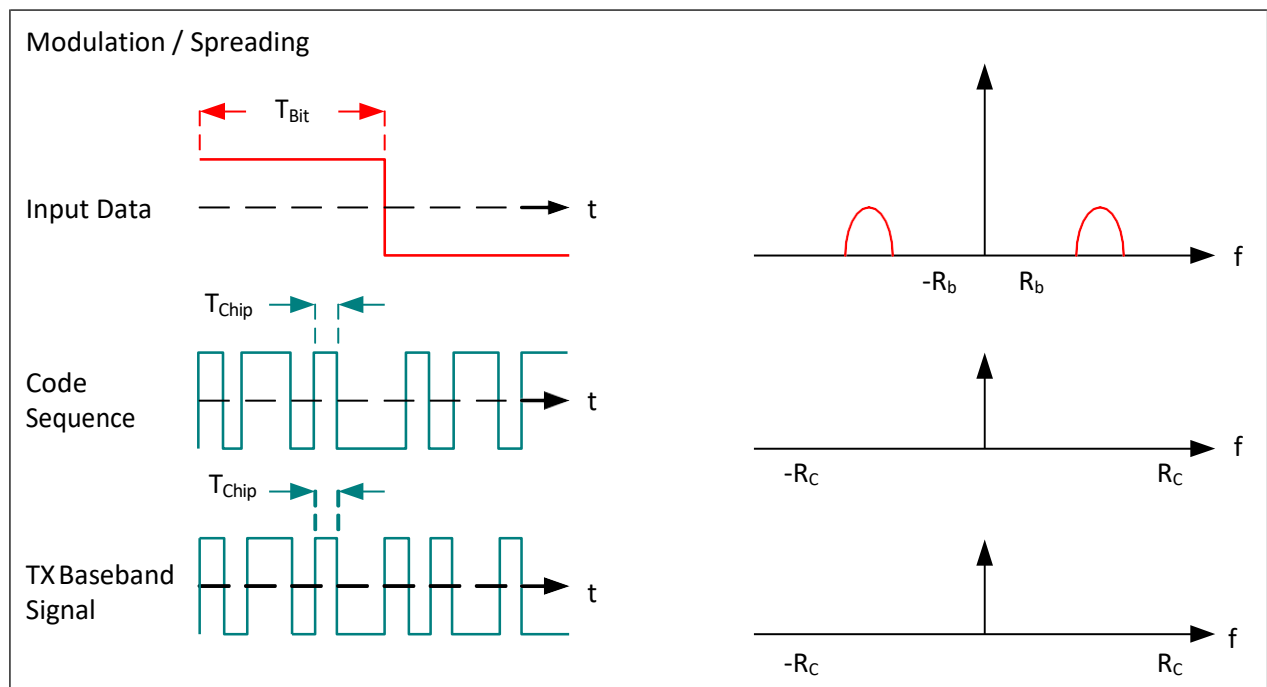 Modulation / Spreading
T_Bit
Input Data
t
-R_b
R_b
f
T_Chip
Code
Sequence
t
-R_C
R_C
f
T_Chip
TX Baseband
Signal
t
-R_C
R_C
f